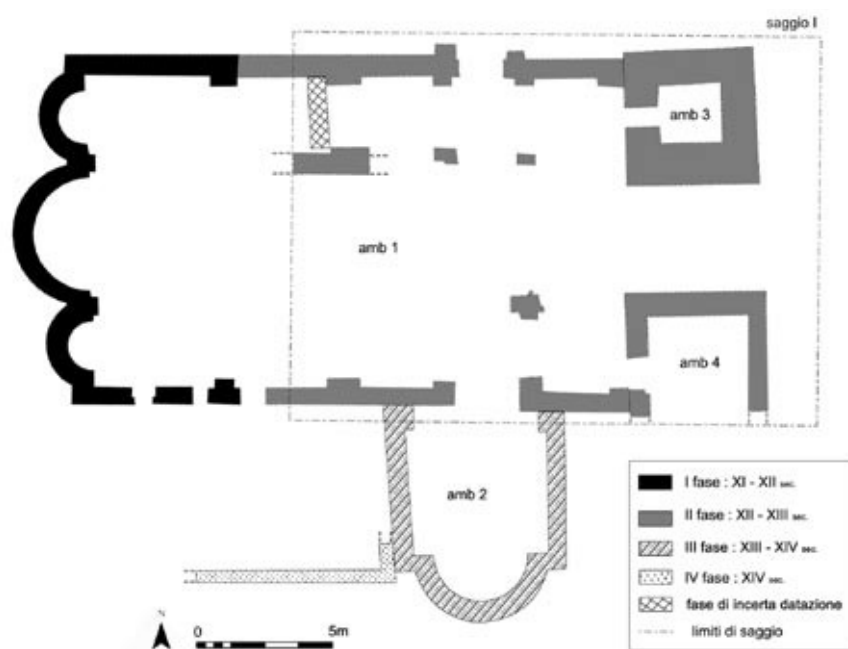 saggio I
amb 3
amb 1
amb 4
amb 2
I fase : XI - XII sec.
II fase : XII - XIII sec.
III fase : XIII - XIV sec.
IV fase : XIV sec.
fase di incerta datazione
limiti di saggio
N
0 5m